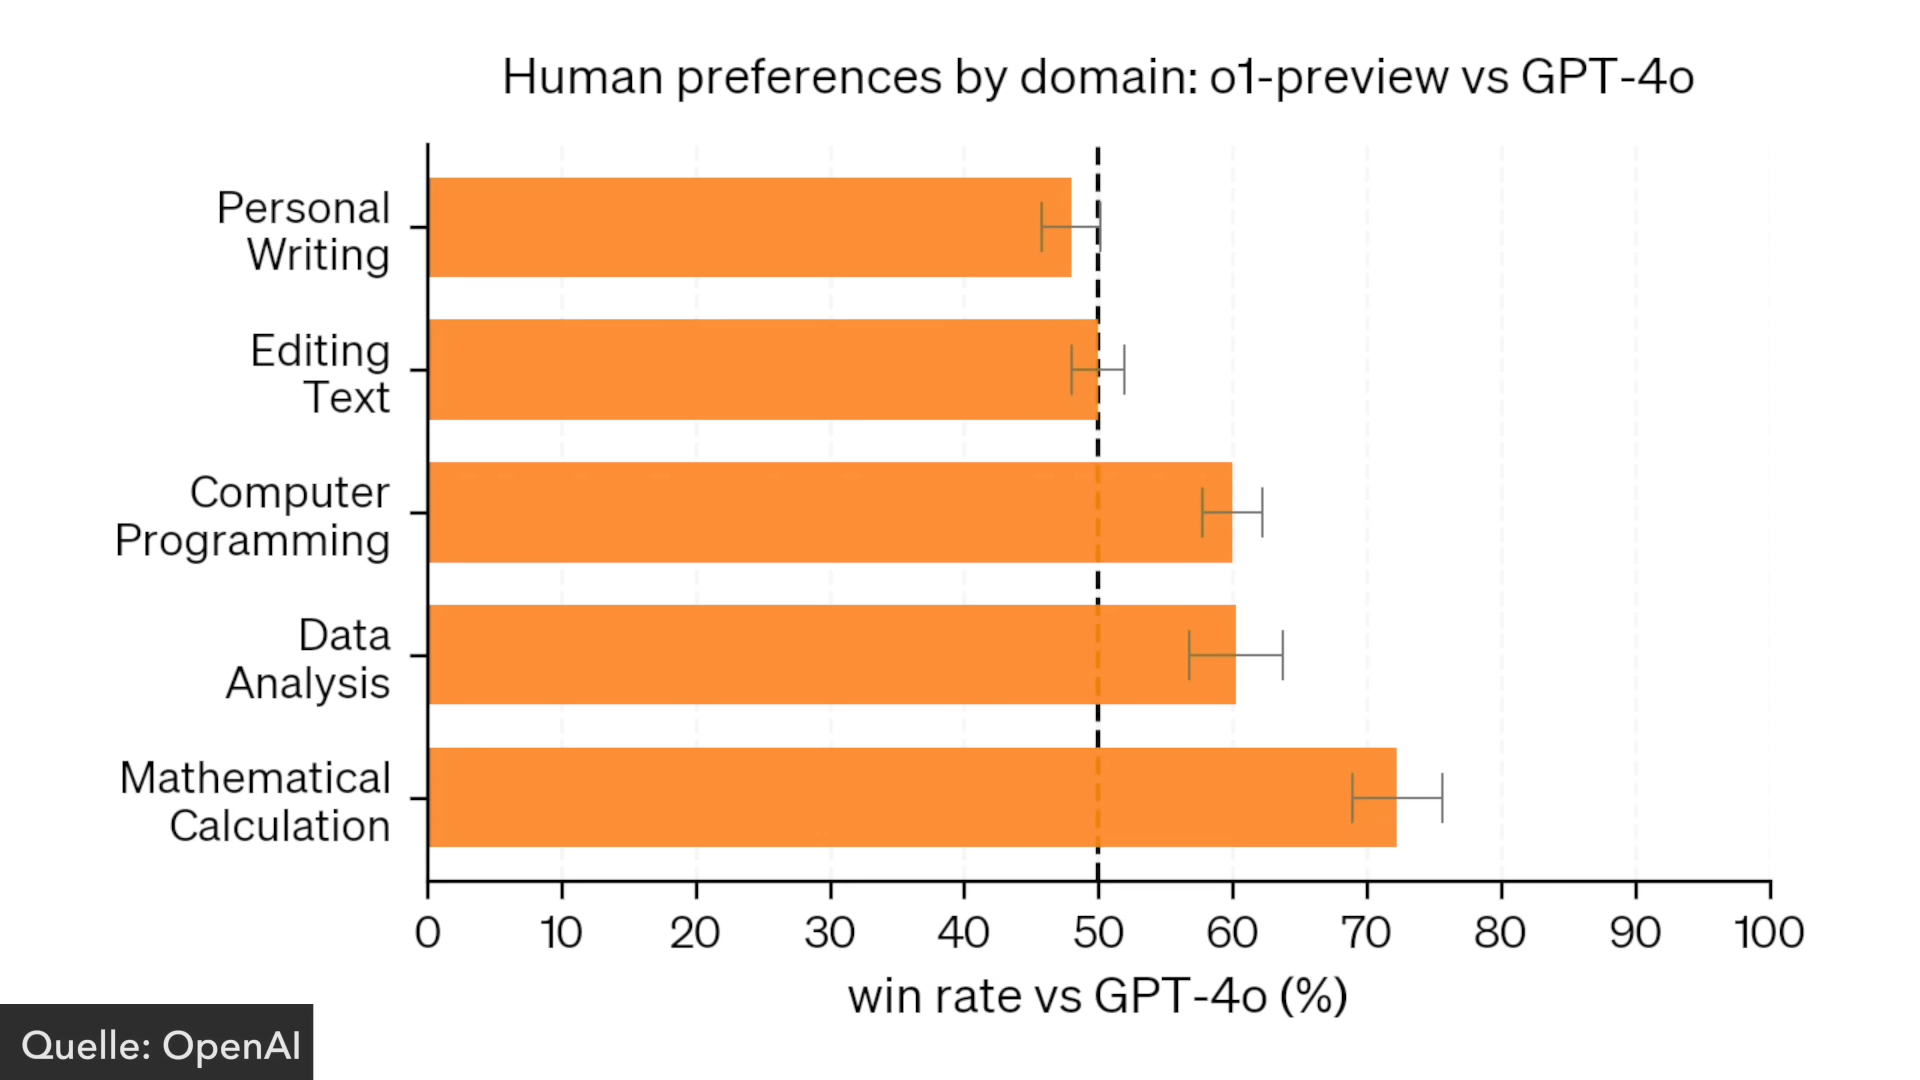 Human preferences by domain: o1-preview vs GPT-4o
Personal
Writing
Editing
Text
Computer
Programming
Data
Analysis
Mathematical
Calculation
0 10 20 30 40 50 60 70 80 90 100
win rate vs GPT-4o (%)
Quelle: OpenAI